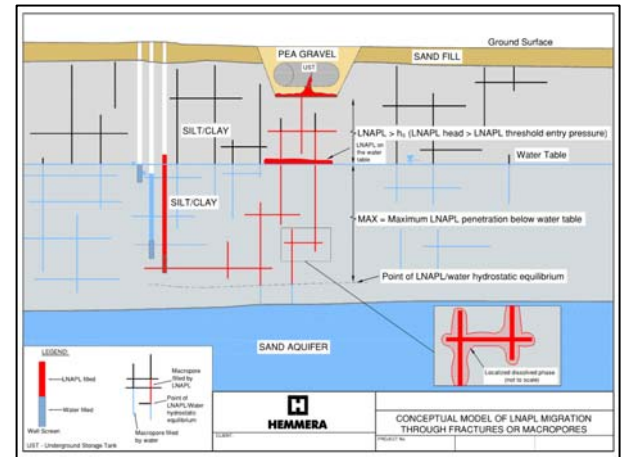 Ground Surface
PEA GRAVEL
SAND FILL
UST
SILT/CLAY
LNAPL > hc (LNAPL head > LNAPL threshold entry pressure)
LNAPL on
the water
table
Water Table
SILT/CLAY
MAX = Maximum LNAPL penetration below water table
Point of LNAPL/water hydrostatic equilibrium
SAND AQUIFER
Localized dissolved phase
(not to scale)
LEGEND:
LNAPL filled
Water filled
Well Screen
Macropore
filled
by LNAPL
Point of
LNAPL/Water
hydrostatic
equilibrium
Macropore filled
by water
UST - Underground Storage Tank
HEMMERA
CLIENT:
CONCEPTUAL MODEL OF LNAPL MIGRATION
THROUGH FRACTURES OR MACROPORES
PROJECT No.